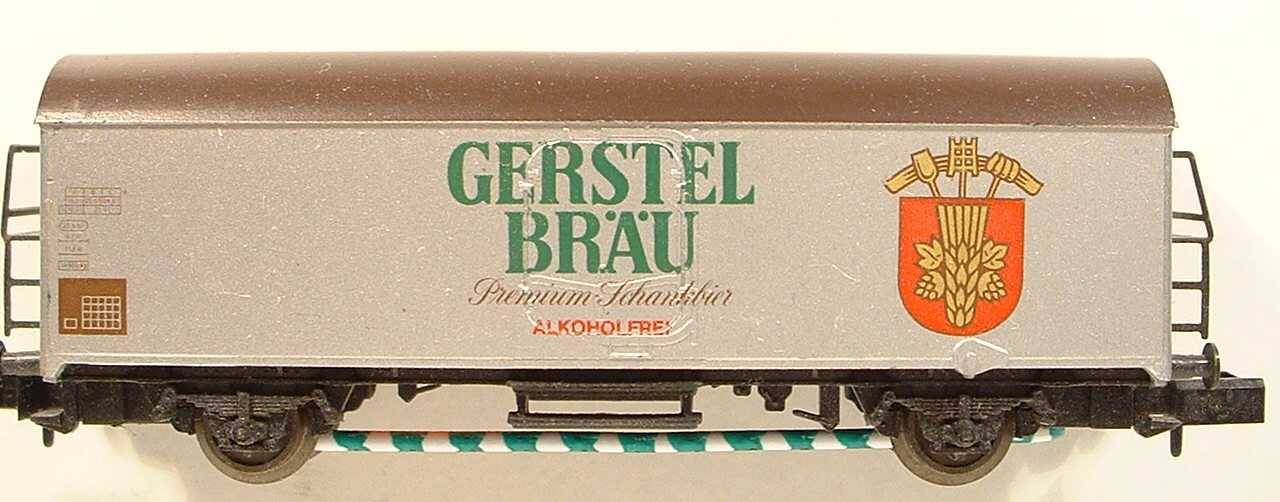 GERSTEL
BRÄU
Premium-Schankbier
ALKOHOLFREI